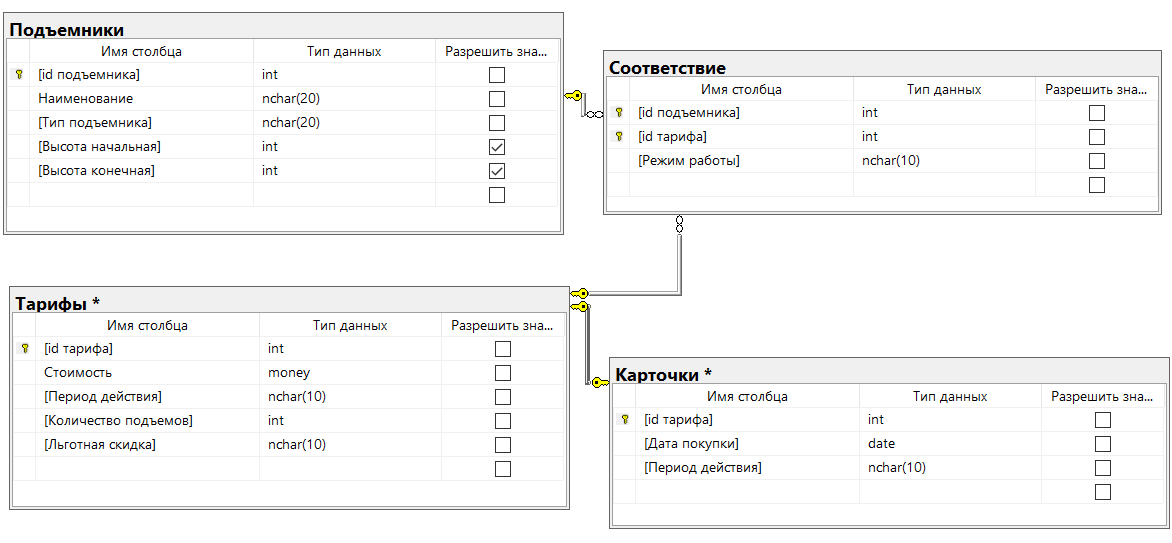 Подъемники
Имя столбца Тип данных Разрешить зна...
[id подъемника] int
Наименование nchar(20)
[Тип подъемника] nchar(20)
[Высота начальная] int
[Высота конечная] int
Соответствие
Имя столбца Тип данных Разрешить зна...
[id подъемника] int
[id тарифа] int
[Режим работы] nchar(10)
Тарифы *
Имя столбца Тип данных Разрешить зна...
[id тарифа] int
Стоимость money
[Период действия] nchar(10)
[Количество подъемов] int
[Льготная скидка] nchar(10)
Карточки *
Имя столбца Тип данных Разрешить зна...
[id тарифа] int
[Дата покупки] date
[Период действия] nchar(10)